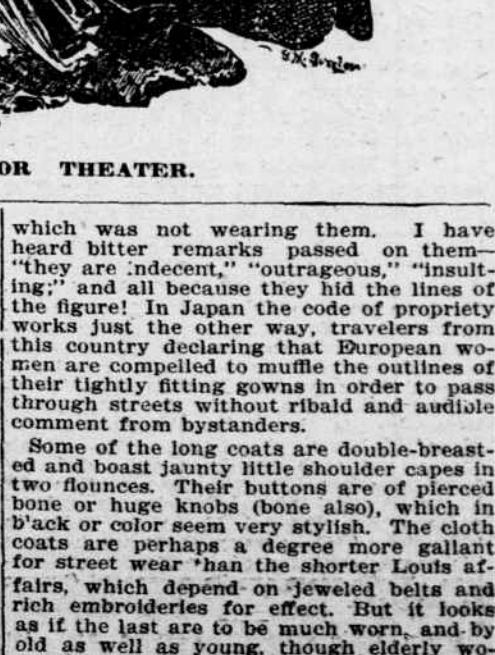 OR THEATER.
which was not wearing them. I have
heard bitter remarks passed on them—
"they are :ndecent," "outrageous," "insult-
ing;" and all because they hid the lines of
the figure! In Japan the code of propriety
works just the other way, travelers from
this country declaring that European wo-
men are compelled to muffle the outlines of
their tightly fitting gowns in order to pass
through streets without ribald and audible
comment from bystanders.
Some of the long coats are double-breast-
ed and boast jaunty little shoulder capes in
two flounces. Their buttons are of pierced
bone or huge knobs (bone also), which in
b'ack or color seem very stylish. The cloth
coats are perhaps a degree more gallant
for street wear 'han the shorter Louis af-
fairs, which depend on jeweled belts and
rich embroideries for effect. But it looks
as if the last are to be much worn, and by
old as well as young, though elderly wo-